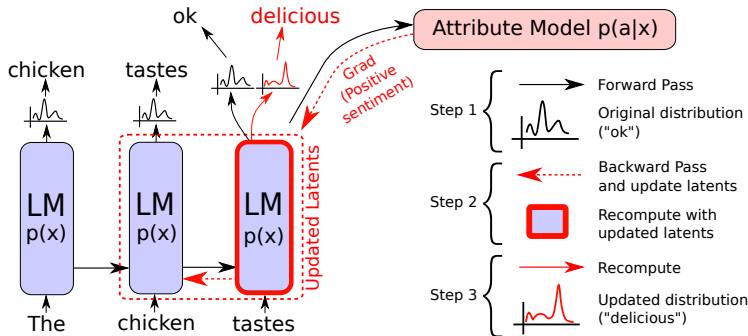 ok
delicious
Attribute Model p(a|x)
Grad
(Positive
sentiment)
chicken
tastes
LM
p(x)
LM
p(x)
LM
p(x)
Updated Latents
The
chicken
tastes
Step 1
Forward Pass
Original distribution
("ok")
Step 2
Backward Pass
and update latents
Recompute with
updated latents
Step 3
Recompute
Updated distribution
("delicious")